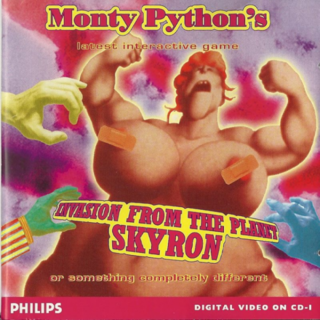 Monty Python's
latest interactive game
INVASION FROM THE PLANET
SKYRON
or something completely different
PHILIPS
DIGITAL VIDEO ON CD-I